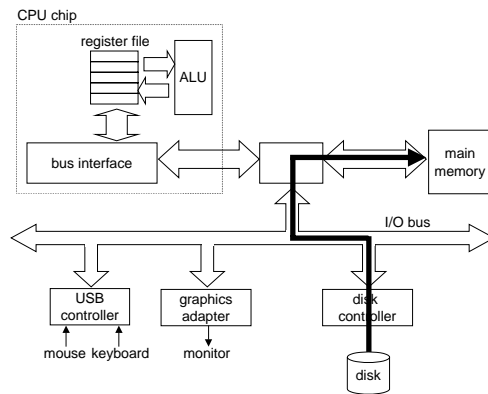 CPU chip
register file
ALU
bus interface
main
memory
I/O bus
USB
controller
graphics
adapter
disk
controller
mouse keyboard
monitor
disk